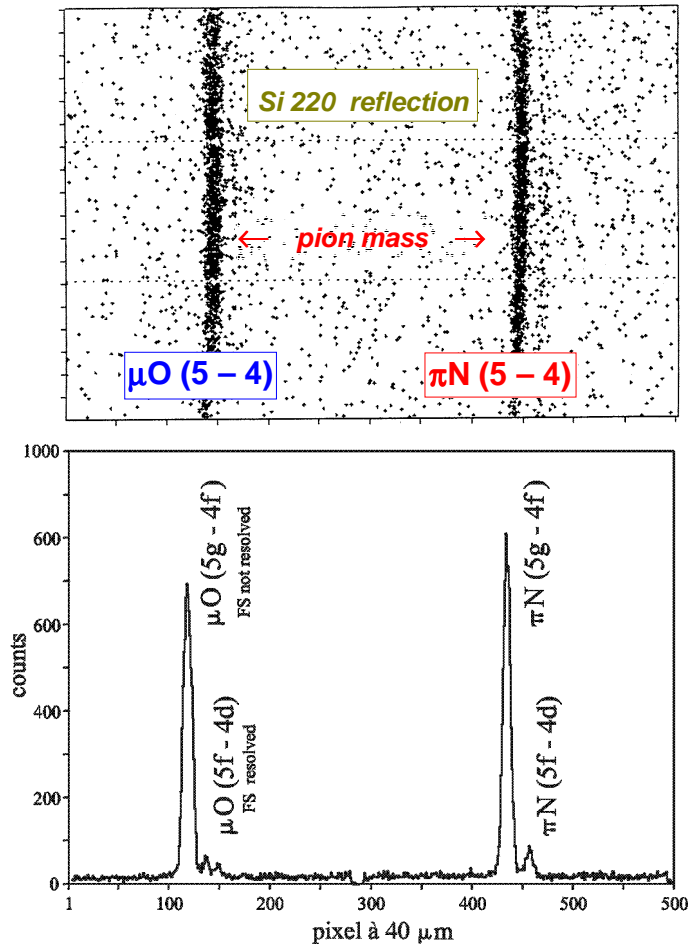 Si 220 reflection
← pion mass →
μO (5 – 4)
πN (5 – 4)
1000
600
600
400
200
0
counts
μO (5g - 4f)
FS not resolved
μO (5f - 4d)
FS resolved
πN (5g - 4f)
πN (5f - 4d)
1
100
200
300
400
500
500
pixel à 40 μm